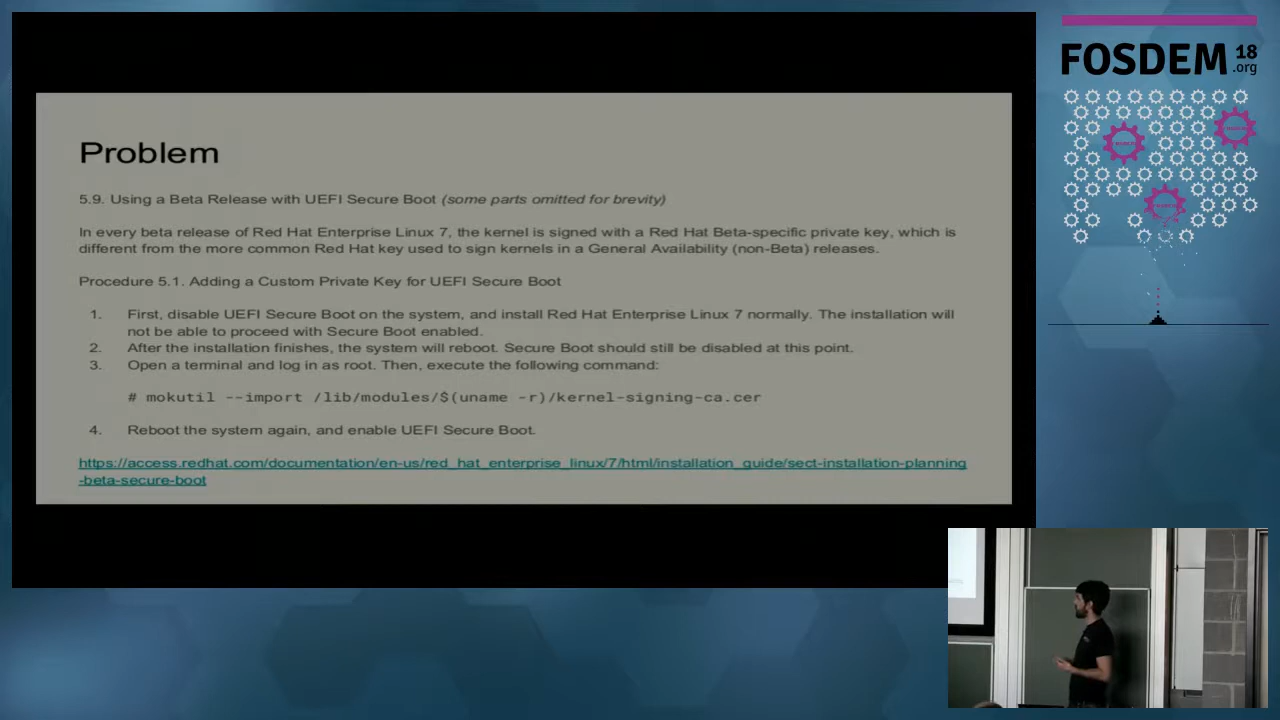 Problem
5.9. Using a Beta Release with UEFI Secure Boot (some parts omitted for brevity)
In every beta release of Red Hat Enterprise Linux 7, the kernel is signed with a Red Hat Beta-specific private key, which is
different from the more common Red Hat key used to sign kernels in a General Availability (non-Beta) releases.
Procedure 5.1. Adding a Custom Private Key for UEFI Secure Boot
1. First, disable UEFI Secure Boot on the system, and install Red Hat Enterprise Linux 7 normally. The installation will
not be able to proceed with Secure Boot enabled.
2. After the installation finishes, the system will reboot. Secure Boot should still be disabled at this point.
3. Open a terminal and log in as root. Then, execute the following command:
# mokutil --import /lib/modules/$(uname -r)/kernel-signing-ca.cer
4. Reboot the system again, and enable UEFI Secure Boot.
https://access.redhat.com/documentation/en-us/red_hat_enterprise_linux/7/html/installation_guide/sect-installation-planning
-beta-secure-boot
FOSDEM 18
.org